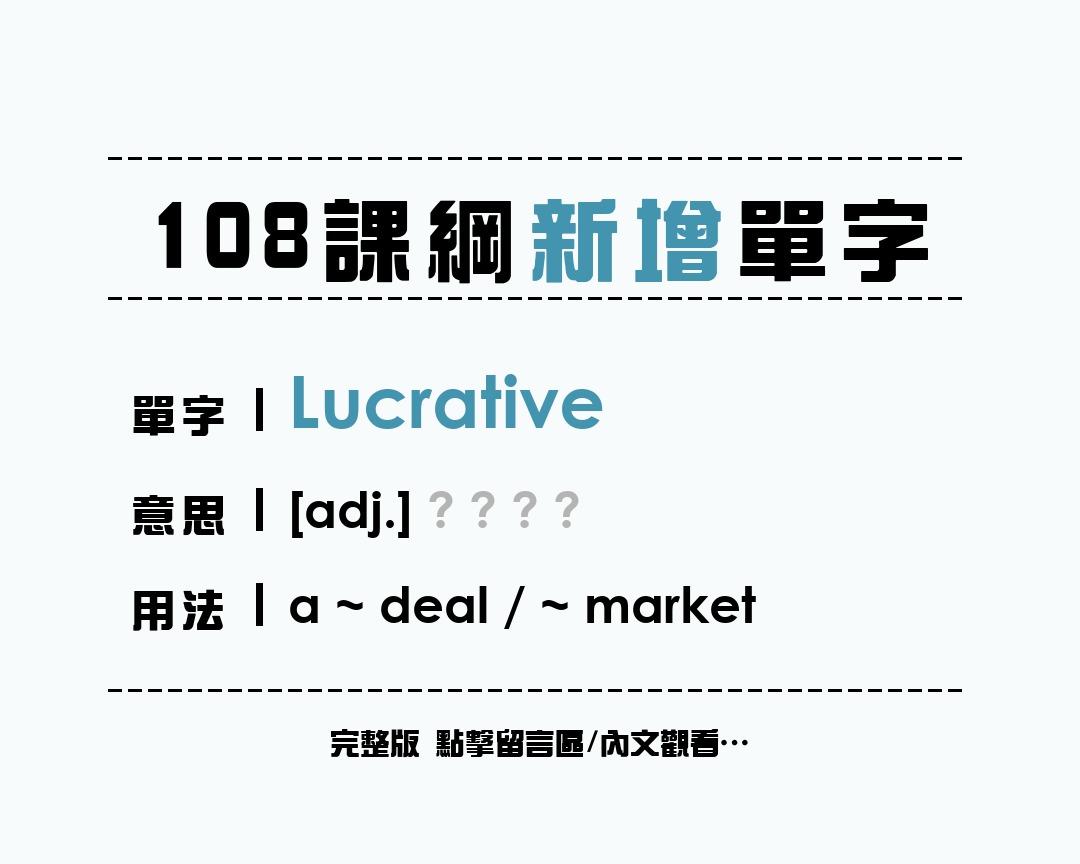 108課綱新增單字
單字 | Lucrative
意思 | [adj.] ????
用法 | a ~ deal / ~ market
完整版 點擊留言區/內文觀看…